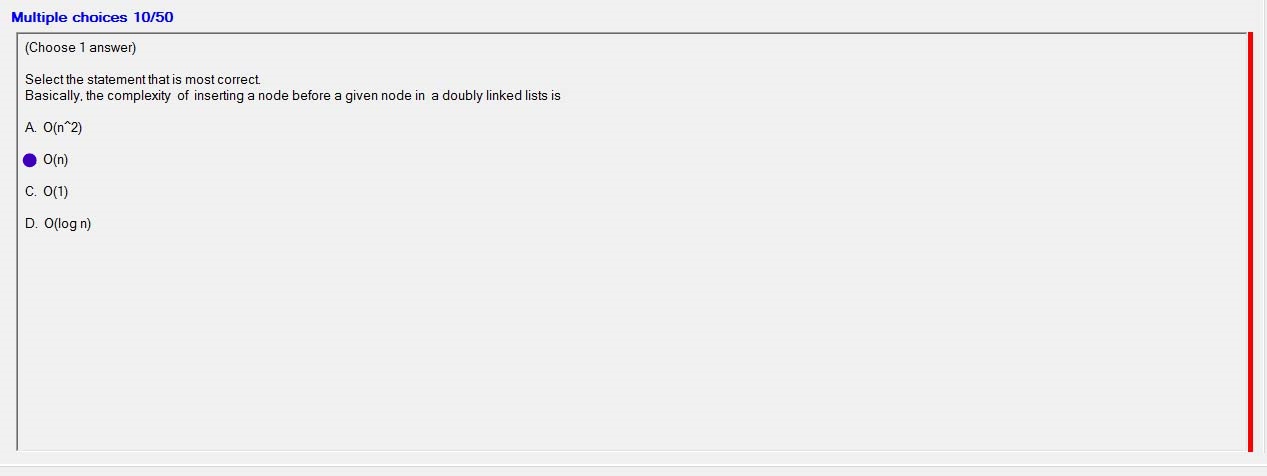 Multiple choices 10/50
(Choose 1 answer)
Select the statement that is most correct.
Basically, the complexity of inserting a node before a given node in a doubly linked lists is
A. O(n^2)
O(n)
C. O(1)
D. O(log n)